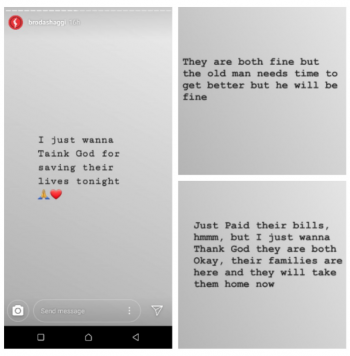 I just wanna
Taink God for
saving their
lives tonight
🙏❤️
Send message
They are both fine but
the old man needs time to
get better but he will be
fine
Just Paid their bills,
hmmm, but I just wanna
Thank God they are both
Okay, their families are
here and they will take
them home now